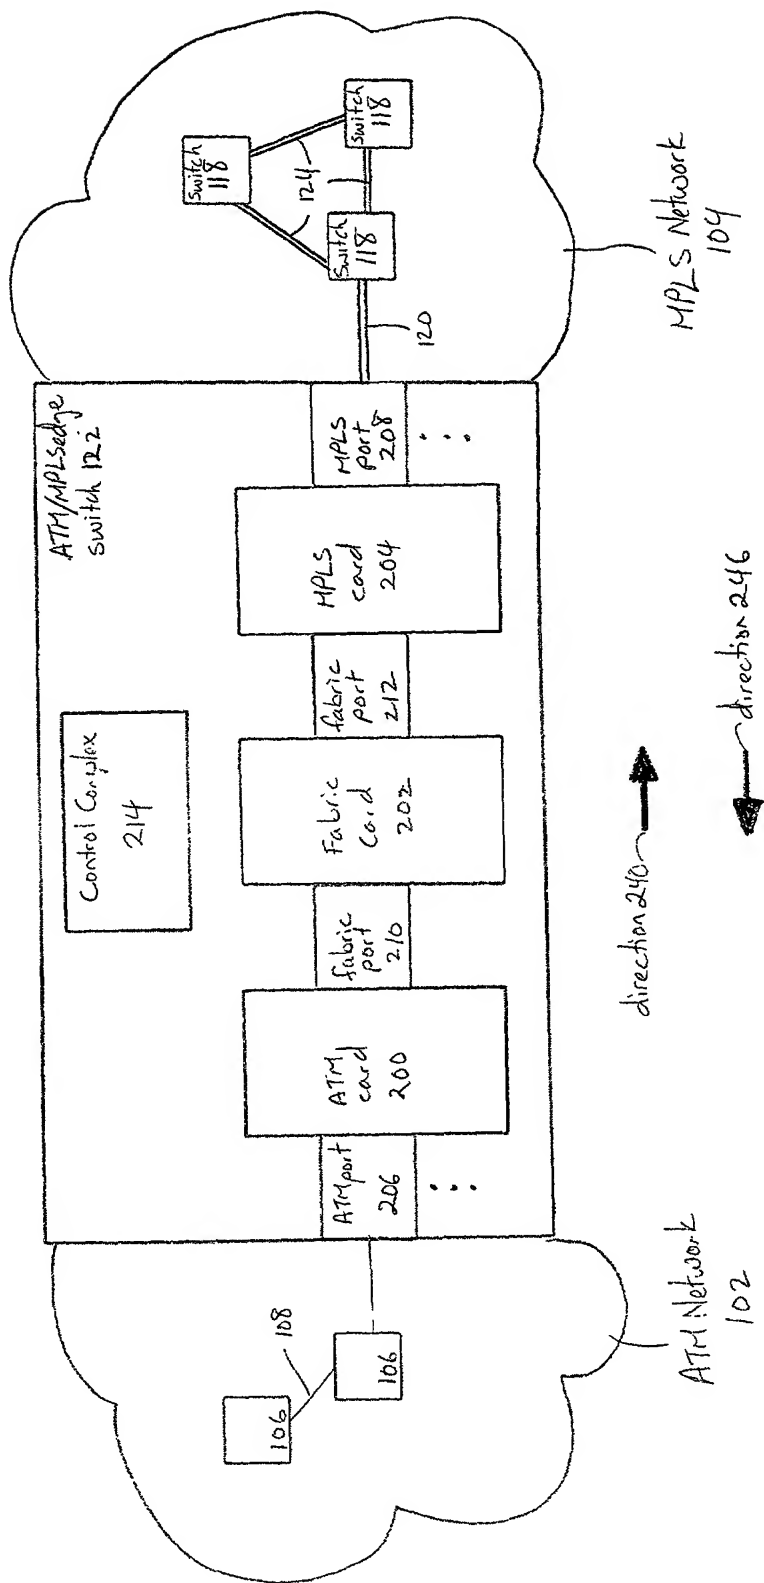 ATM/MPLSedge
switch 122
Control Complex
214
ATM port
206
ATM
card
200
fabric
port
210
Fabric
Card
202
fabric
port
212
MPLS
card
204
MPLS
port
208
106
108
106
120
switch
118
switch
118
switch
118
124
ATM Network
102
MPLS Network
104
direction 240
direction 246